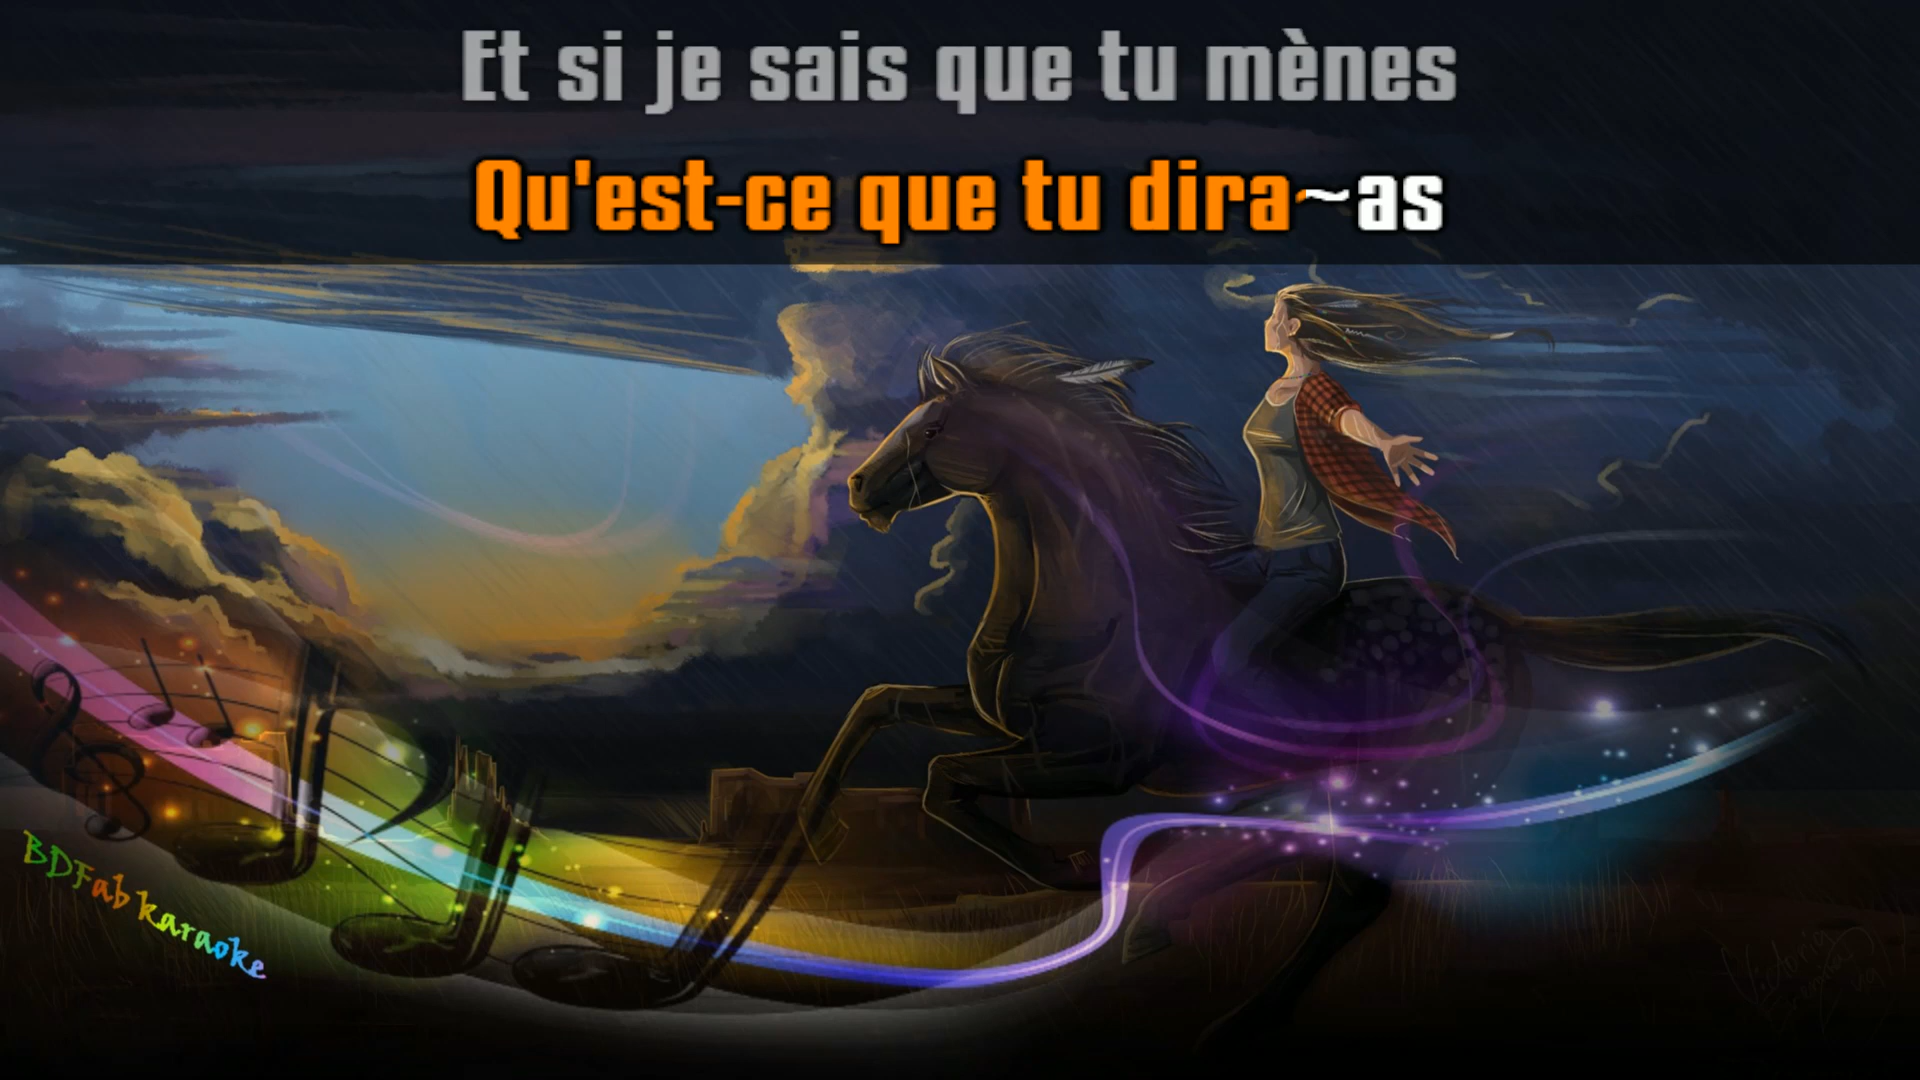 Et si je sais que tu mènes
Qu'est-ce que tu dira~as
BDFab karaoke